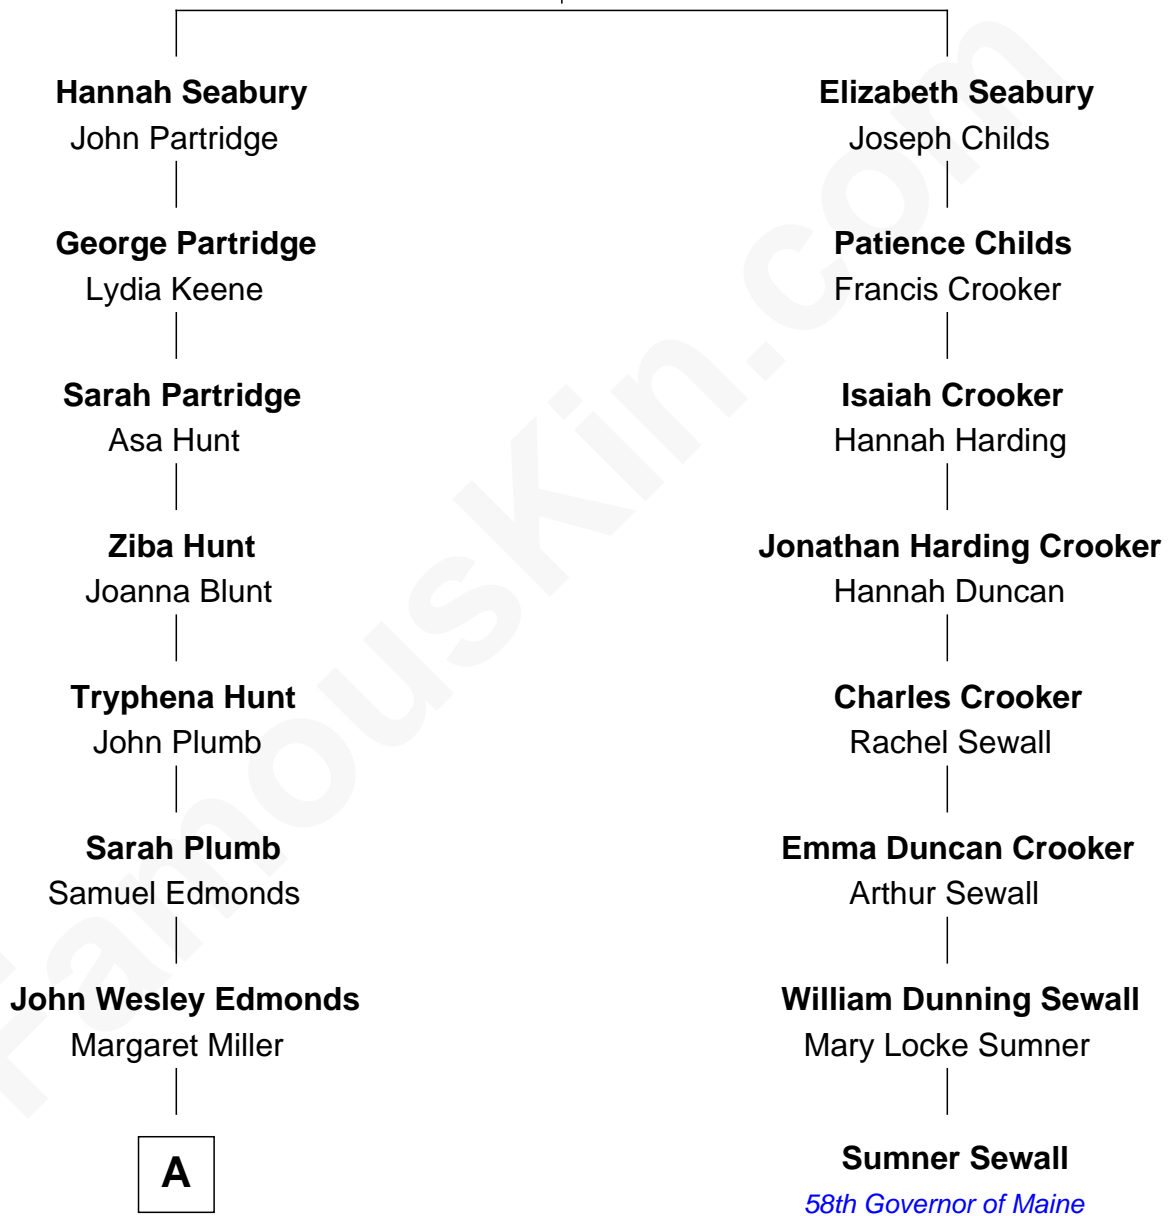 Hannah Seabury
John Partridge
Elizabeth Seabury
Joseph Childs
George Partridge
Lydia Keene
Patience Childs
Francis Crooker
Sarah Partridge
Asa Hunt
Isaiah Crooker
Hannah Harding
Ziba Hunt
Joanna Blunt
Jonathan Harding Crooker
Hannah Duncan
Tryphena Hunt
John Plumb
Charles Crooker
Rachel Sewall
Sarah Plumb
Samuel Edmonds
Emma Duncan Crooker
Arthur Sewall
John Wesley Edmonds
Margaret Miller
William Dunning Sewall
Mary Locke Sumner
A
Sumner Sewall
58th Governor of Maine
FamousKin.com